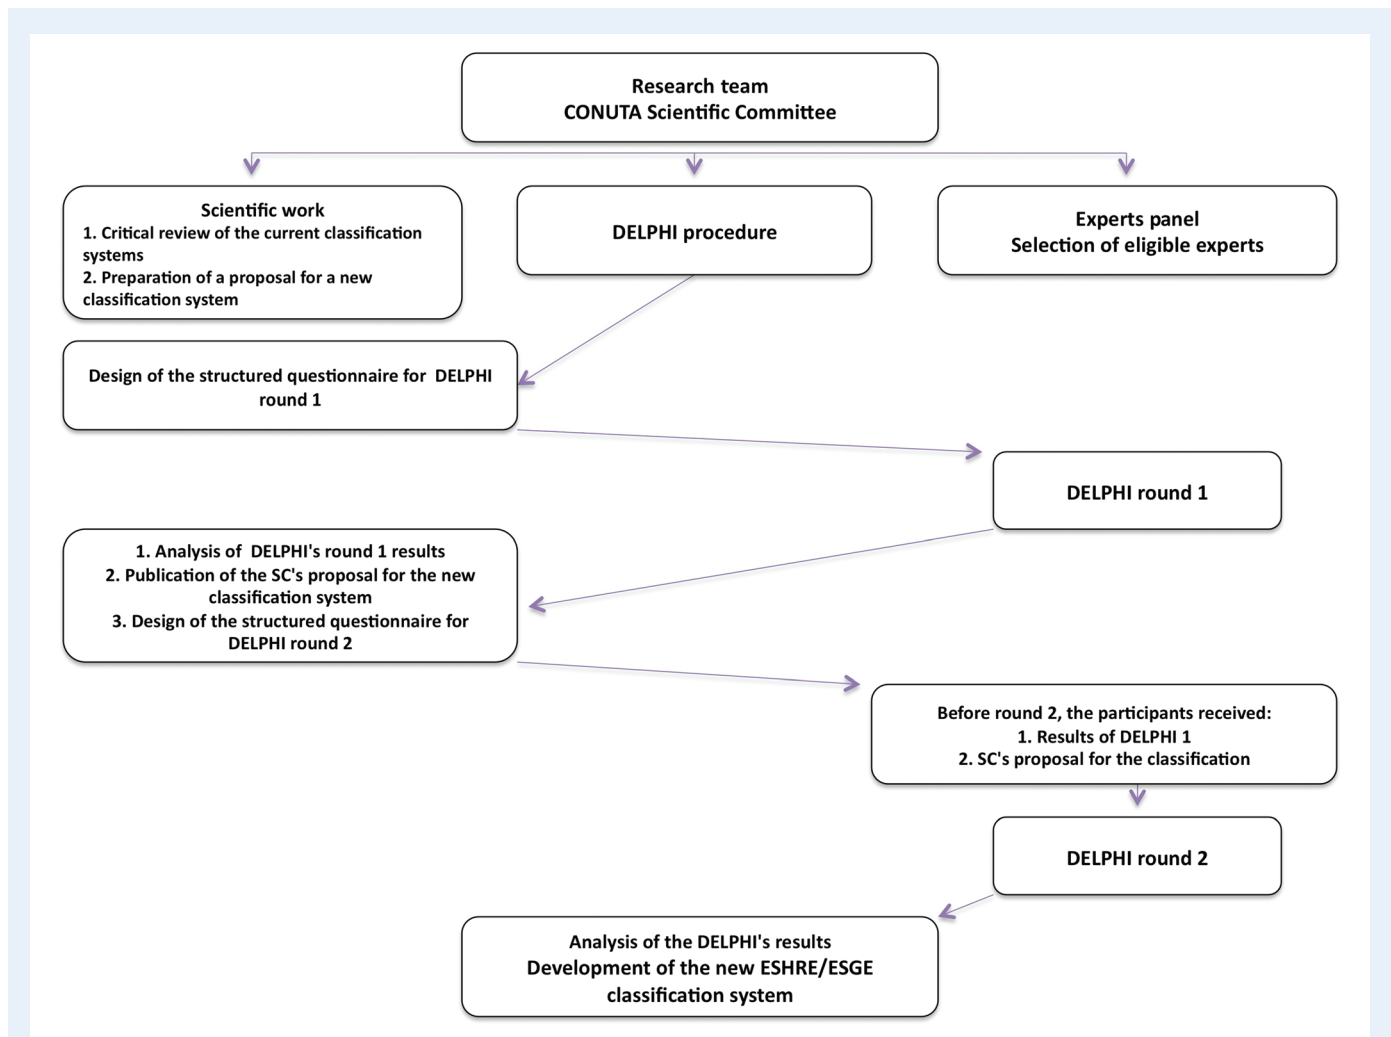 Research team
CONUTA Scientific Committee
Scientific work
1. Critical review of the current classification
systems
2. Preparation of a proposal for a new
classification system
DELPHI procedure
Experts panel
Selection of eligible experts
Design of the structured questionnaire for  DELPHI
round 1
DELPHI round 1
1. Analysis of  DELPHI's round 1 results
2. Publication of the SC's proposal for the new
classification system
3. Design of the structured questionnaire for
DELPHI round 2
Before round 2, the participants received:
1. Results of DELPHI 1
2. SC's proposal for the classification
DELPHI round 2
Analysis of the DELPHI's results
Development of the new ESHRE/ESGE
classification system